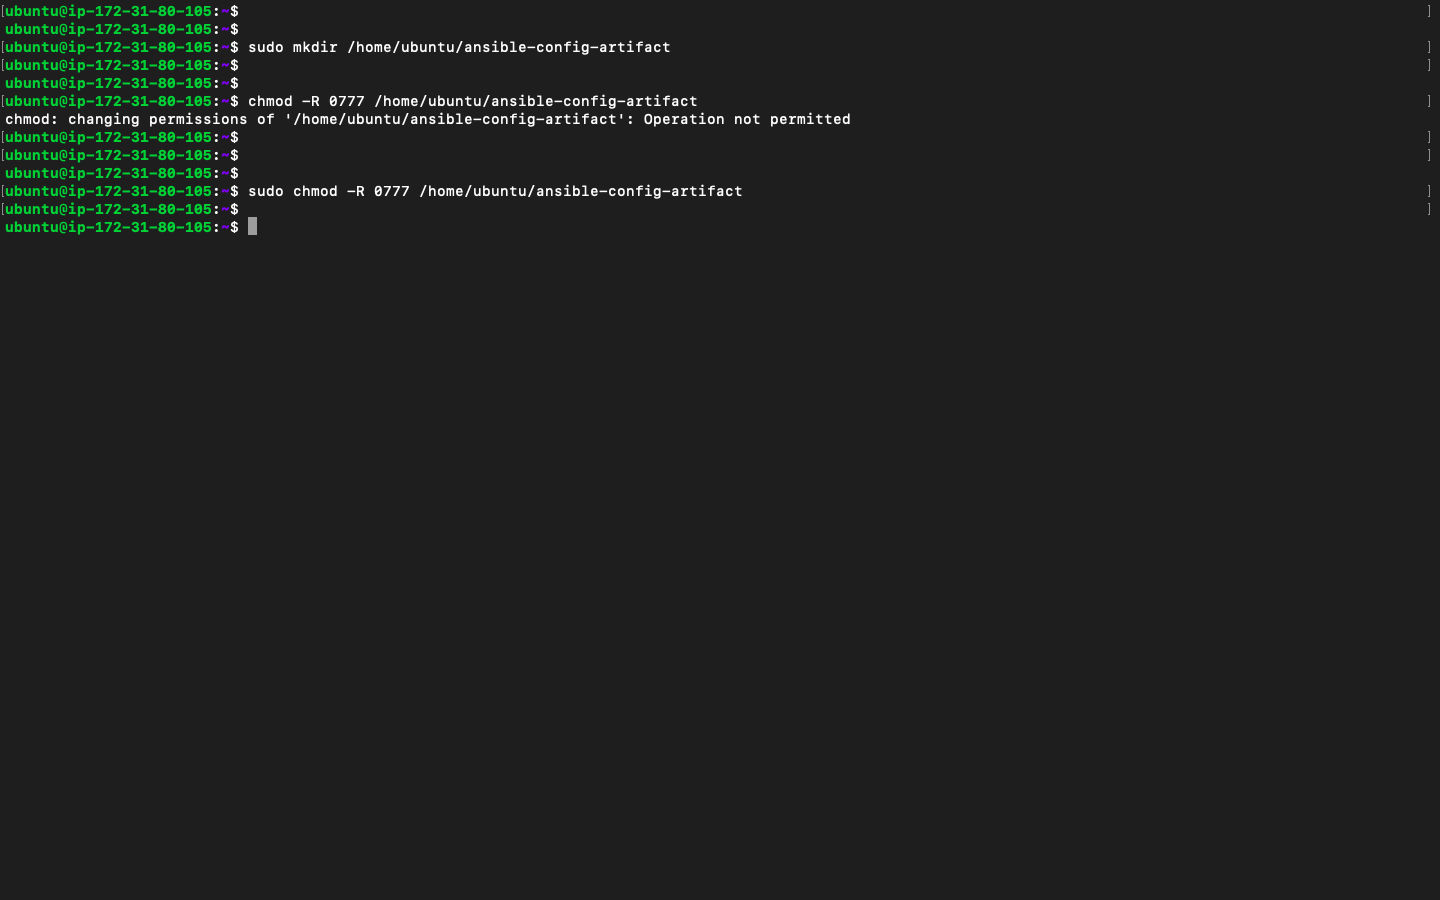 [ubuntu@ip-172-31-80-105:~$ ]
ubuntu@ip-172-31-80-105:~$
[ubuntu@ip-172-31-80-105:~$ sudo mkdir /home/ubuntu/ansible-config-artifact ]
[ubuntu@ip-172-31-80-105:~$ ]
ubuntu@ip-172-31-80-105:~$
[ubuntu@ip-172-31-80-105:~$ chmod -R 0777 /home/ubuntu/ansible-config-artifact ]
chmod: changing permissions of '/home/ubuntu/ansible-config-artifact': Operation not permitted
[ubuntu@ip-172-31-80-105:~$ ]
[ubuntu@ip-172-31-80-105:~$ ]
ubuntu@ip-172-31-80-105:~$
[ubuntu@ip-172-31-80-105:~$ sudo chmod -R 0777 /home/ubuntu/ansible-config-artifact ]
[ubuntu@ip-172-31-80-105:~$ ]
ubuntu@ip-172-31-80-105:~$